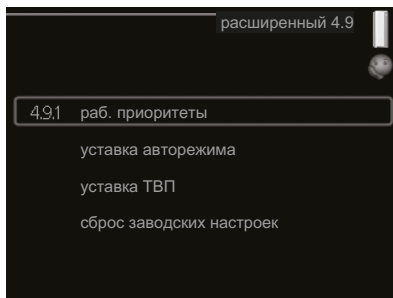 расширенный 4.9
4.9.1 раб. приоритеты
уставка авторежима
уставка ТВП
сброс заводских настроек